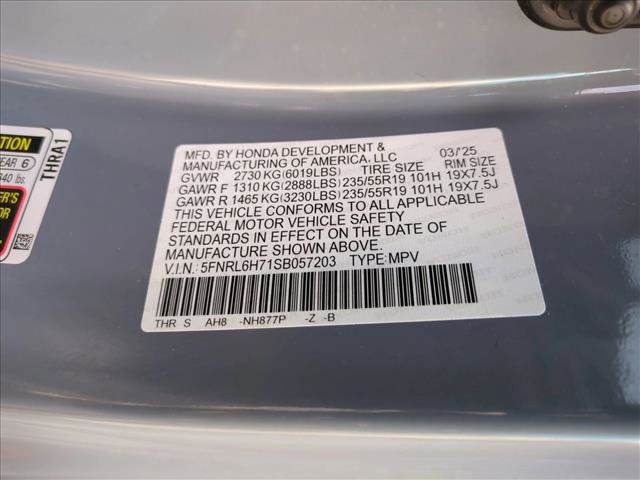 MFD. BY HONDA DEVELOPMENT &
MANUFACTURING OF AMERICA, LLC 03/'25
GVWR 2730 KG(6019LBS) TIRE SIZE RIM SIZE
GAWR F 1310 KG(2888LBS) 235/55R19 101H 19X7.5J
GAWR R 1465 KG(3230LBS) 235/55R19 101H 19X7.5J
THIS VEHICLE CONFORMS TO ALL APPLICABLE
FEDERAL MOTOR VEHICLE SAFETY
STANDARDS IN EFFECT ON THE DATE OF
MANUFACTURE SHOWN ABOVE.
V.I.N.: 5FNRL6H71SB057203 TYPE:MPV
THR S AH8 -NH877P -Z -B
THRA1
EAR 6